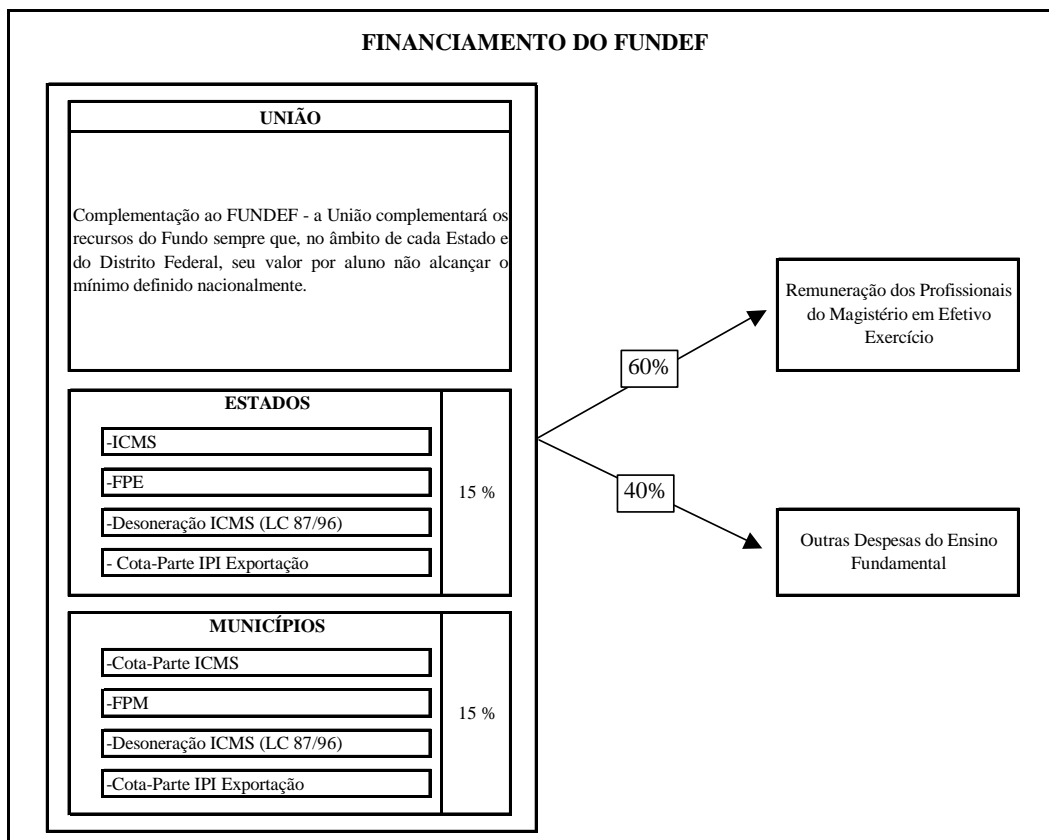 FINANCIAMENTO DO FUNDEF
UNIÃO
Complementação ao FUNDEF - a União complementará os
recursos do Fundo sempre que, no âmbito de cada Estado e
do Distrito Federal, seu valor por aluno não alcançar o
mínimo definido nacionalmente.
ESTADOS
-ICMS
-FPE
-Desoneração ICMS (LC 87/96)
- Cota-Parte IPI Exportação
15 %
MUNICÍPIOS
-Cota-Parte ICMS
-FPM
-Desoneração ICMS (LC 87/96)
-Cota-Parte IPI Exportação
15 %
60%
Remuneração dos Profissionais
do Magistério em Efetivo
Exercício
40%
Outras Despesas do Ensino
Fundamental